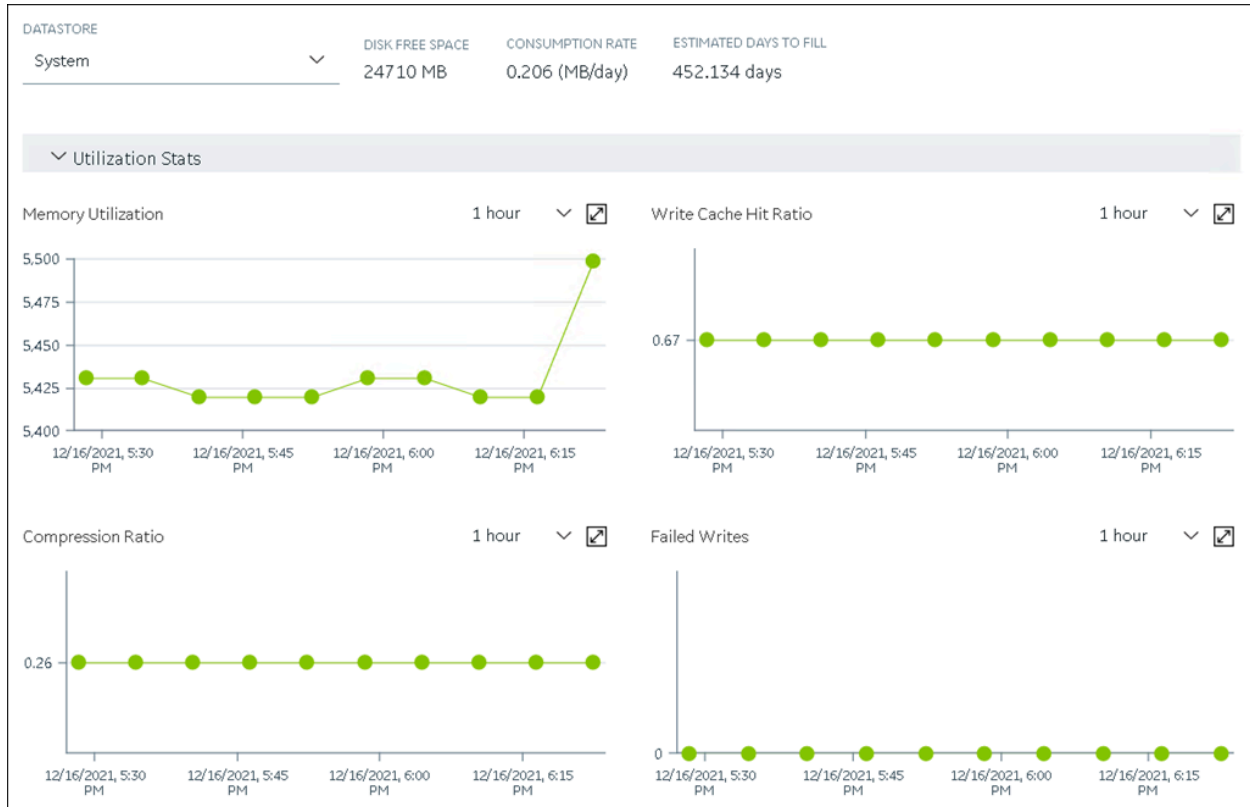 DATASTORE
System
DISK FREE SPACE
24710 MB
CONSUMPTION RATE
0.206 (MB/day)
ESTIMATED DAYS TO FILL
452.134 days
Utilization Stats
Memory Utilization
1 hour
5,500
5,475
5,450
5,425
5,400
12/16/2021, 5:30
PM
12/16/2021, 5:45
PM
12/16/2021, 6:00
PM
12/16/2021, 6:15
PM
Write Cache Hit Ratio
1 hour
0.67
12/16/2021, 5:30
PM
12/16/2021, 5:45
PM
12/16/2021, 6:00
PM
12/16/2021, 6:15
PM
Compression Ratio
1 hour
0.26
12/16/2021, 5:30
PM
12/16/2021, 5:45
PM
12/16/2021, 6:00
PM
12/16/2021, 6:15
PM
Failed Writes
1 hour
0
12/16/2021, 5:30
PM
12/16/2021, 5:45
PM
12/16/2021, 6:00
PM
12/16/2021, 6:15
PM